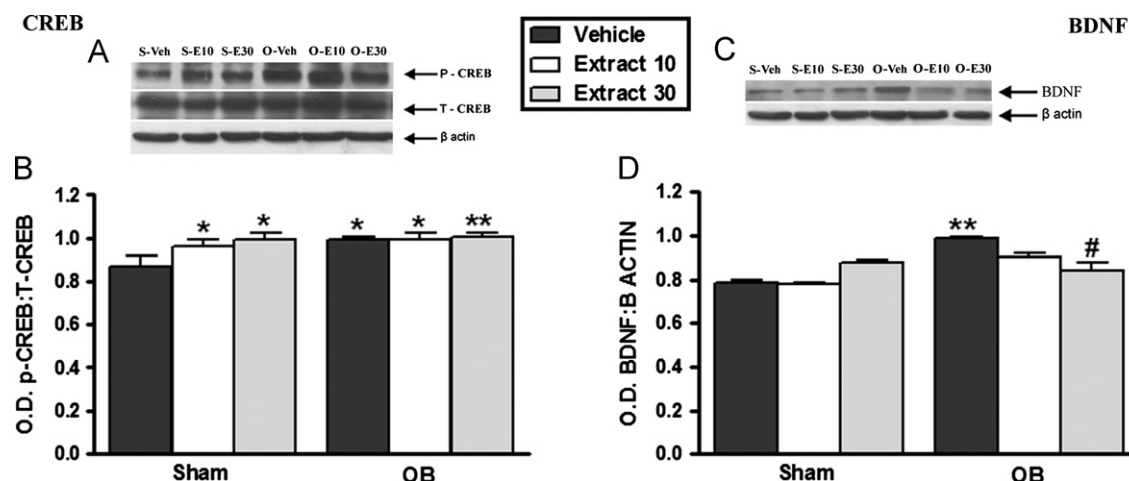 CREB
BDNF
A
S-Veh S-E10 S-E30 O-Veh O-E10 O-E30
P - CREB
T - CREB
β actin
Vehicle
Extract 10
Extract 30
C
S-Veh S-E10 S-E30 O-Veh O-E10 O-E30
BDNF
β actin
B
O.D. p-CREB:T-CREB
1.2
1.0
0.8
0.6
0.4
0.2
0.0
* * * * **
Sham OB
D
O.D. BDNF:B ACTIN
1.2
1.0
0.8
0.6
0.4
0.2
0.0
** #
Sham OB